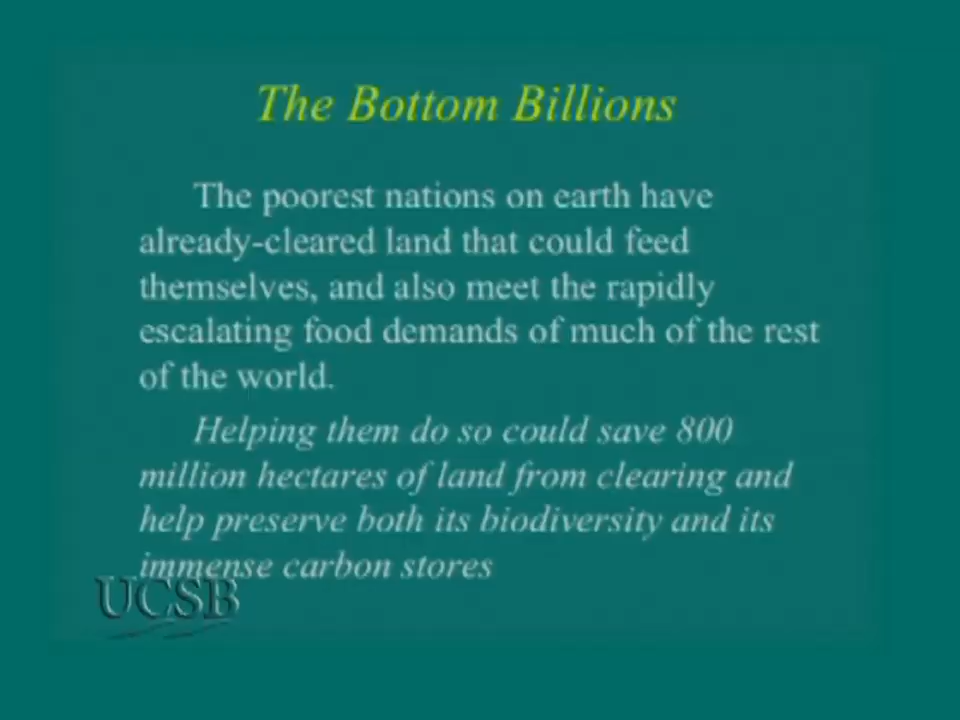 The Bottom Billions
The poorest nations on earth have
already-cleared land that could feed
themselves, and also meet the rapidly
escalating food demands of much of the rest
of the world.
Helping them do so could save 800
million hectares of land from clearing and
help preserve both its biodiversity and its
immense carbon stores
UCSB